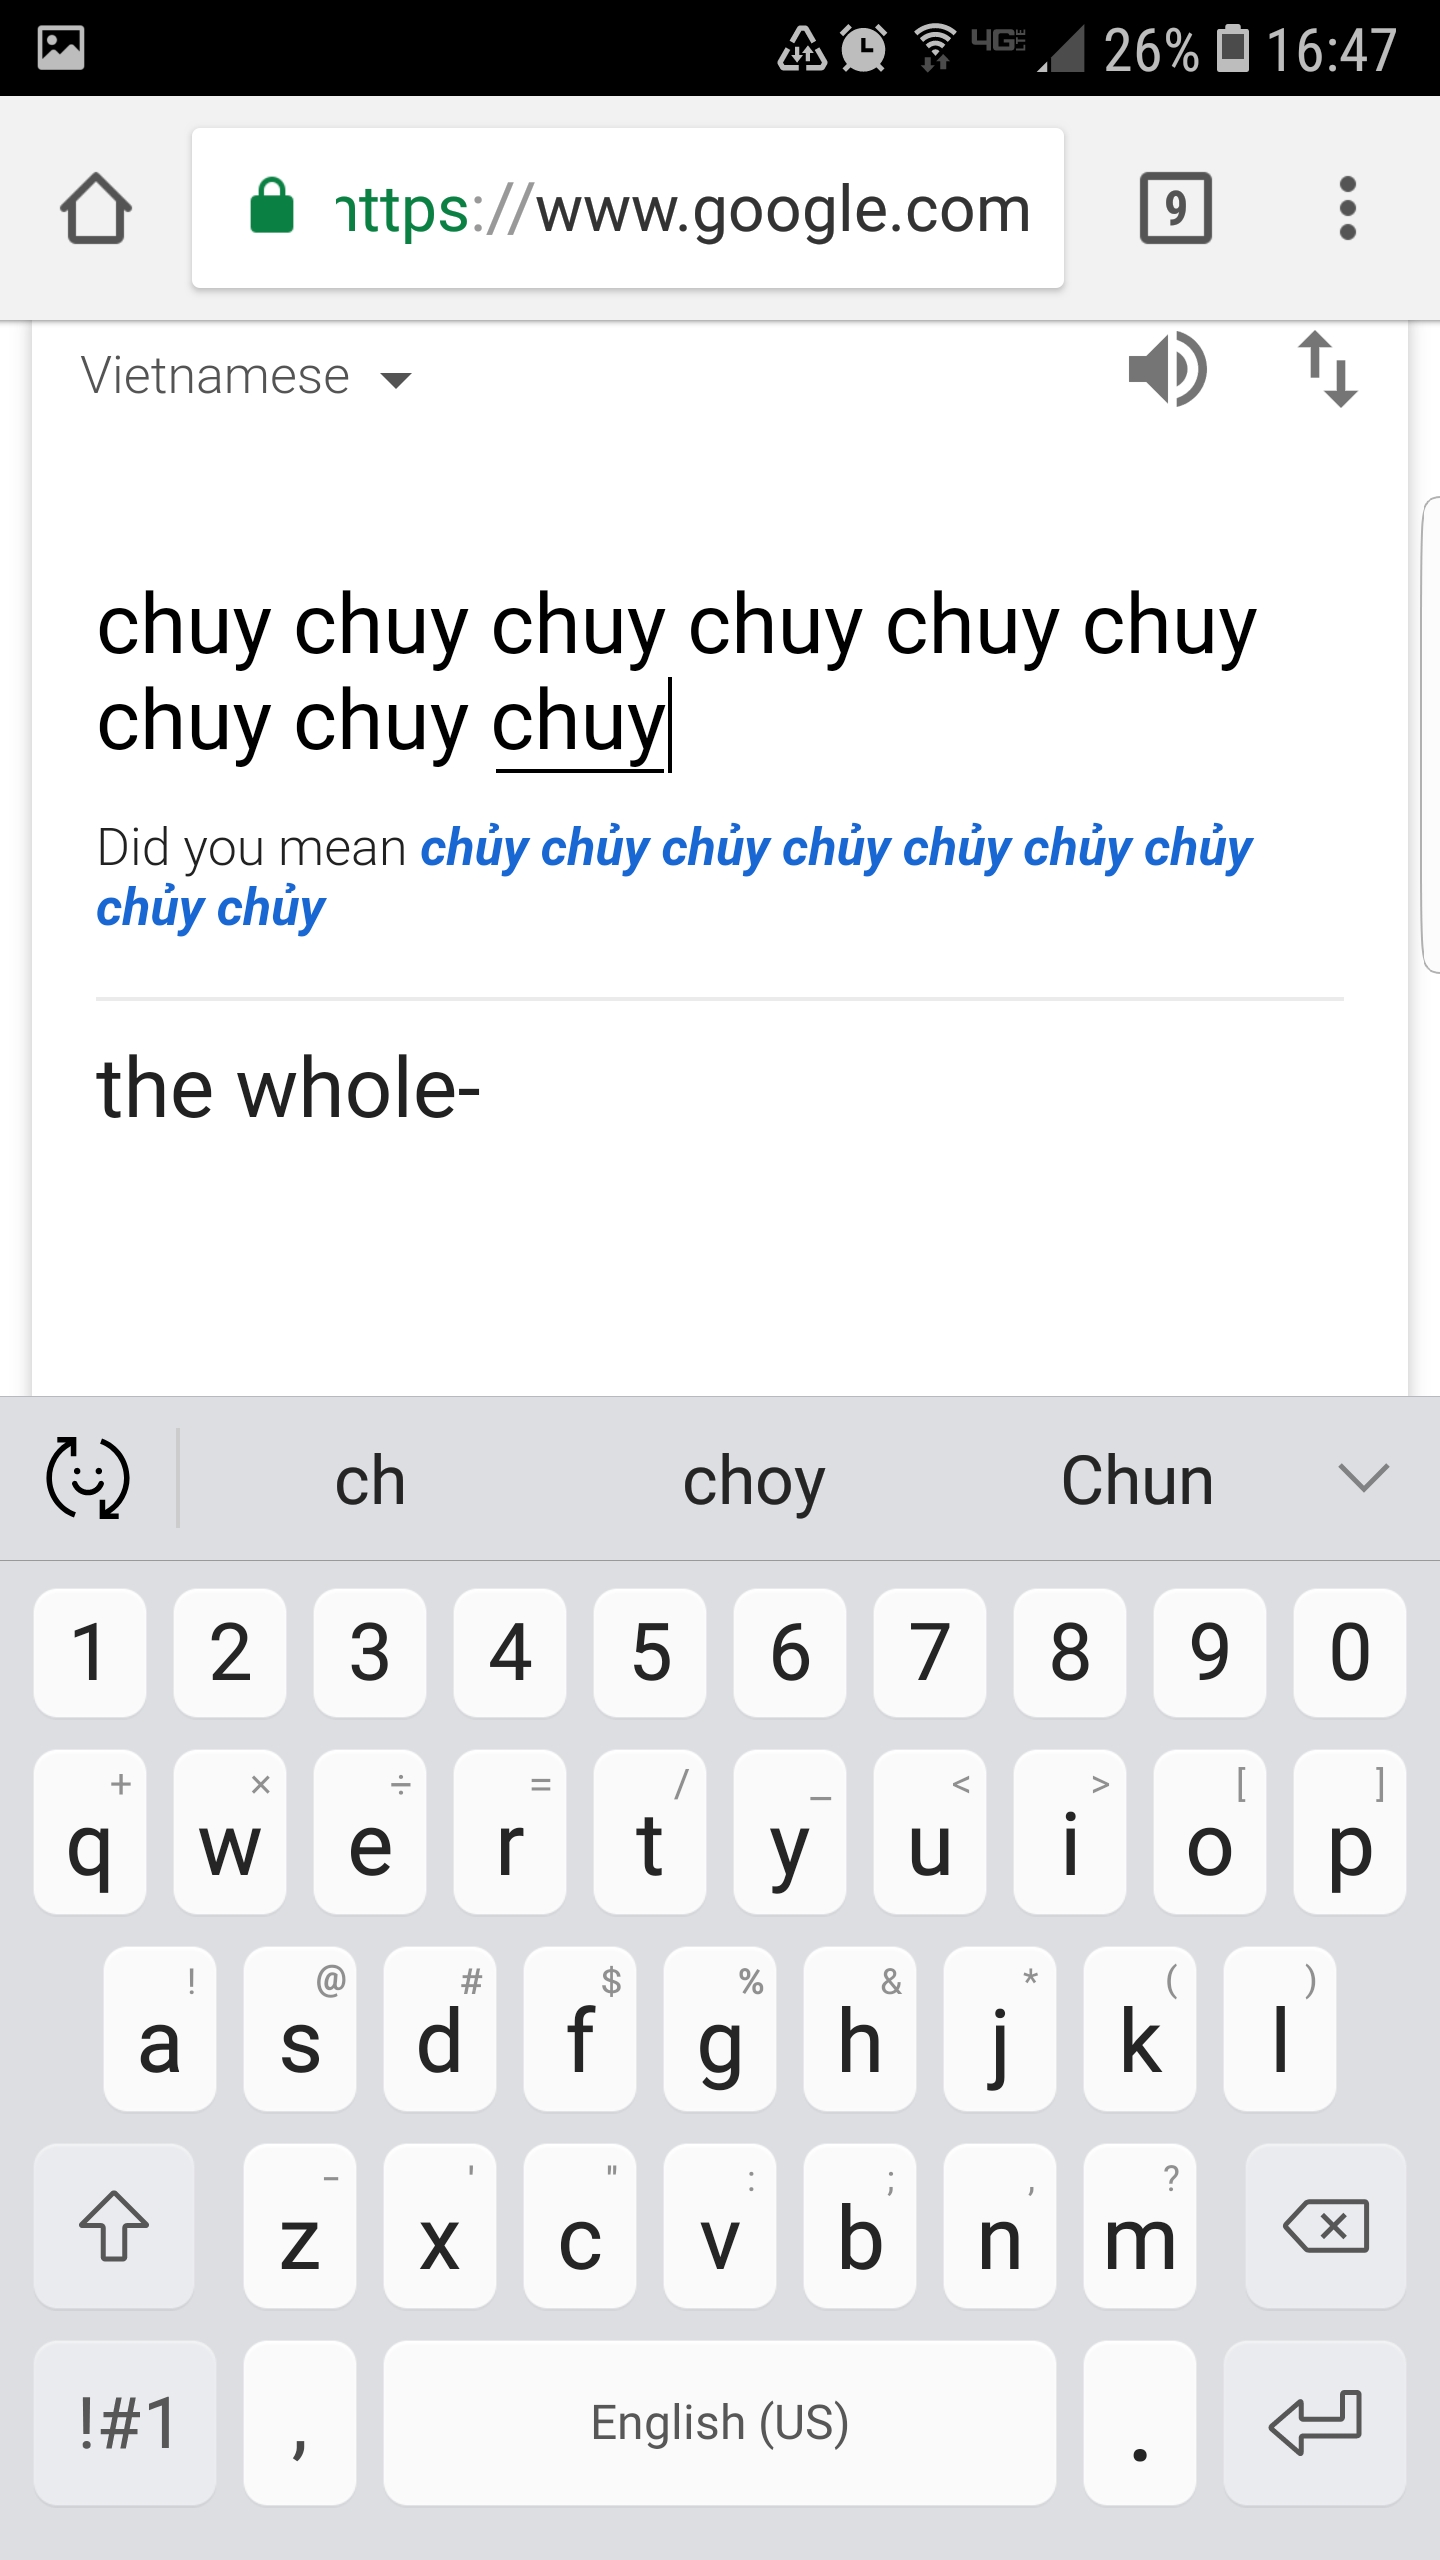 4G LTE 26% 16:47
https://www.google.com 9
Vietnamese
chuy chuy chuy chuy chuy chuy
chuy chuy chuy
Did you mean chủy chủy chủy chủy chủy chủy chủy
chủy chủy
the whole-
ch choy Chun
1 2 3 4 5 6 7 8 9 0
+ × ÷ = / _ < > [ ]
q w e r t y u i o p
! @ # $ % & * ( )
a s d f g h j k l
- ' " : ; , ?
z x c v b n m
!#1 , English (US) .